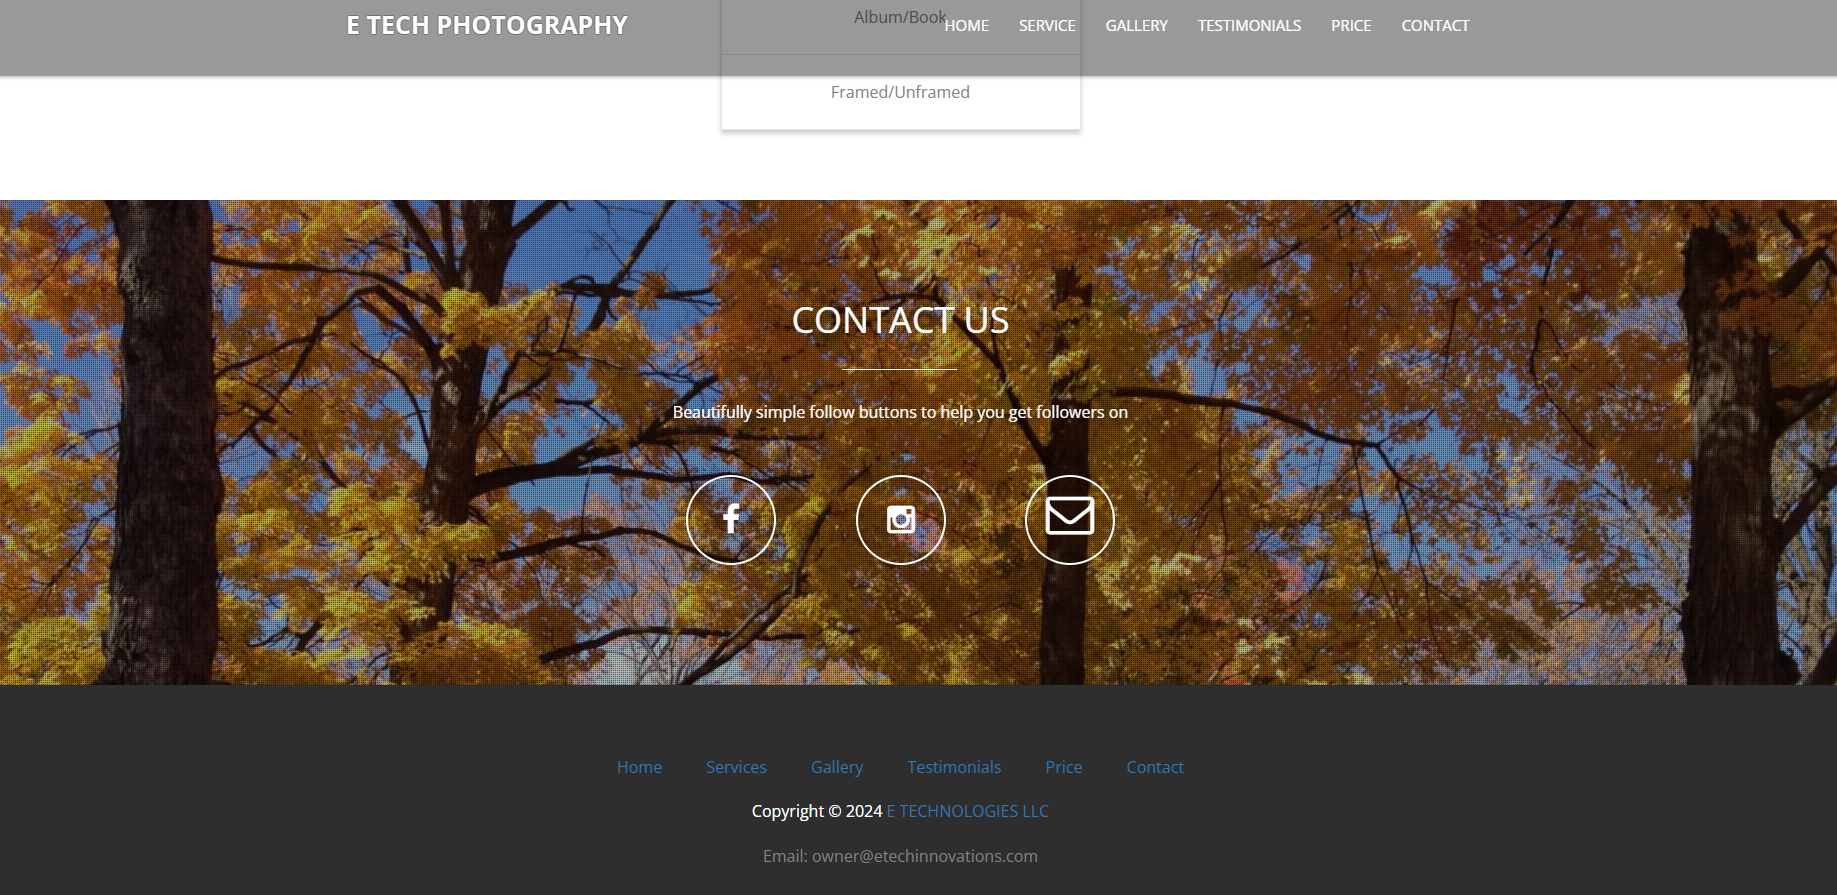 E TECH PHOTOGRAPHY
Album/Book
HOME SERVICE GALLERY TESTIMONIALS PRICE CONTACT
Framed/Unframed
CONTACT US
Beautifully simple follow buttons to help you get followers on
f
Home Services Gallery Testimonials Price Contact
Copyright © 2024 E TECHNOLOGIES LLC
Email: owner@etechinnovations.com